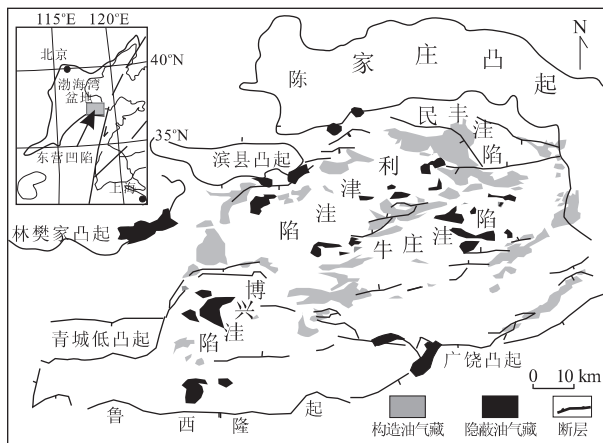 115°E 120°E
北京
40°N
渤海湾
盆地
35°N
东营凹陷
上海
N
陈家庄凸起
民丰洼陷
滨县凸起
利津洼陷
林樊家凸起
牛庄洼陷
博兴洼陷
青城低凸起
广饶凸起
鲁西隆起
0 10 km
构造油气藏 隐蔽油气藏 断层